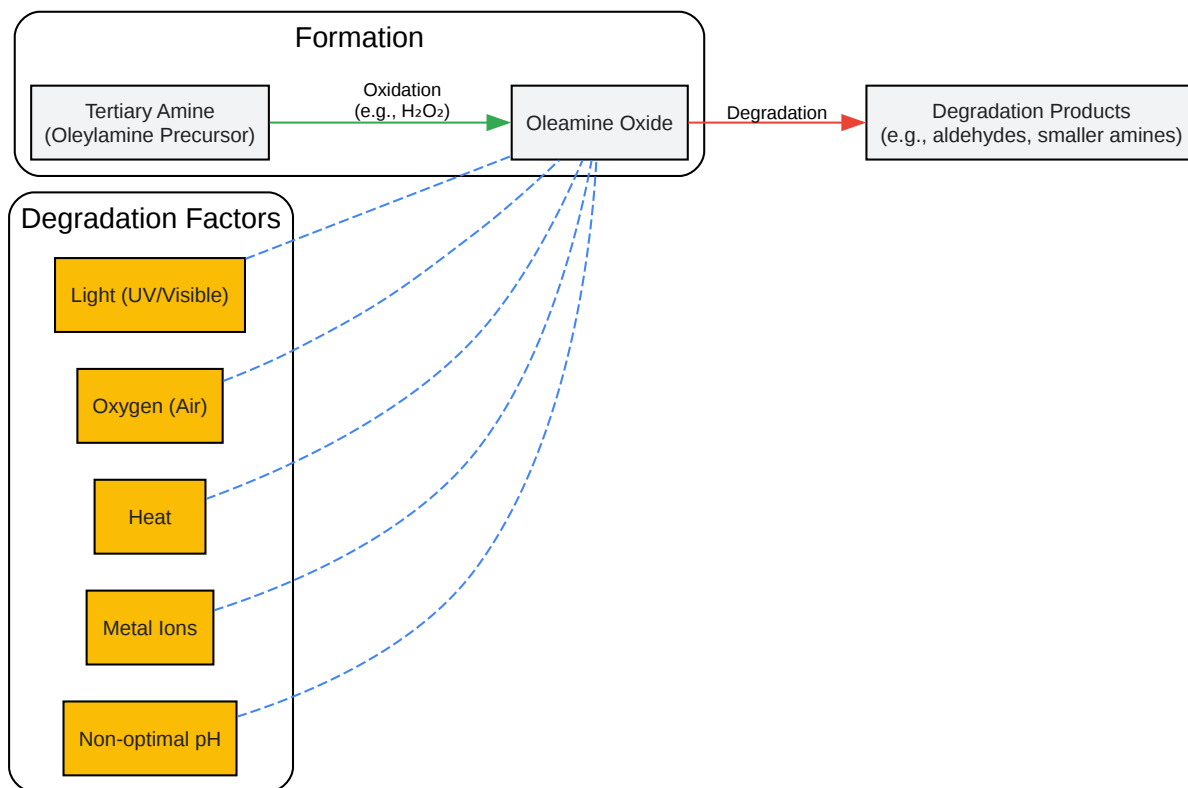 Formation
Tertiary Amine
(Oleylamine Precursor)
Oxidation
(e.g., H₂O₂)
Oleamine Oxide
Degradation
Degradation Products
(e.g., aldehydes, smaller amines)
Degradation Factors
Light (UV/Visible)
Oxygen (Air)
Heat
Metal Ions
Non-optimal pH